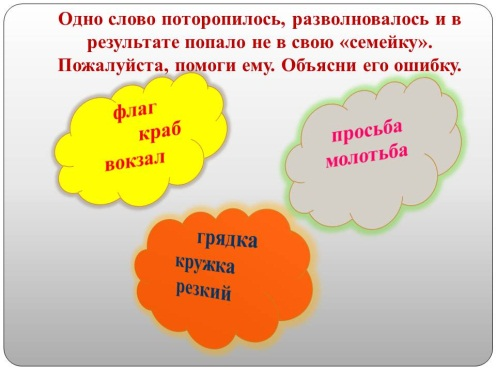 Одно слово поторопилось, разволновалось и в
результате попало не в свою «семейку».
Пожалуйста, помоги ему. Объясни его ошибку.
флаг
краб
вокзал
просьба
молотьба
грядка
кружка
резкий